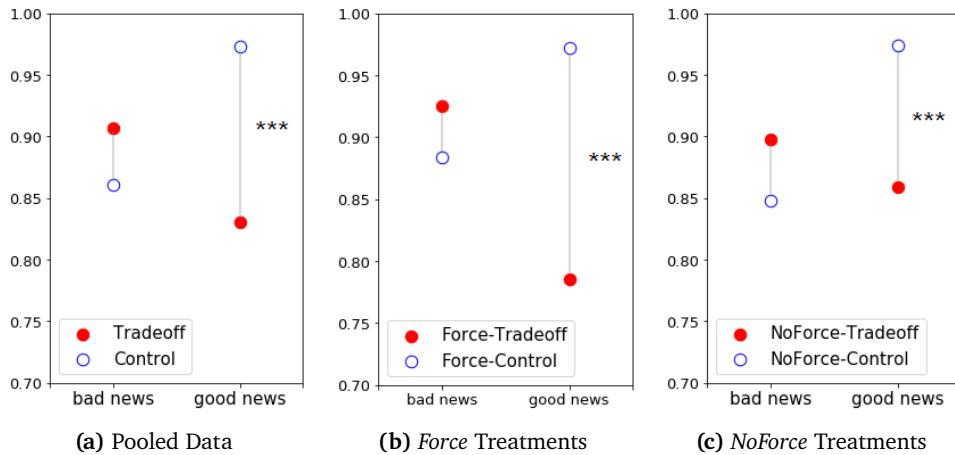 1.00
0.95
0.90
0.85
0.80
0.75
0.70
***
Tradeoff
Control
bad news good news
(a) Pooled Data
1.00
0.95
0.90
0.85
0.80
0.75
0.70
***
Force-Tradeoff
Force-Control
bad news good news
(b) Force Treatments
1.00
0.95
0.90
0.85
0.80
0.75
0.70
***
NoForce-Tradeoff
NoForce-Control
bad news good news
(c) NoForce Treatments